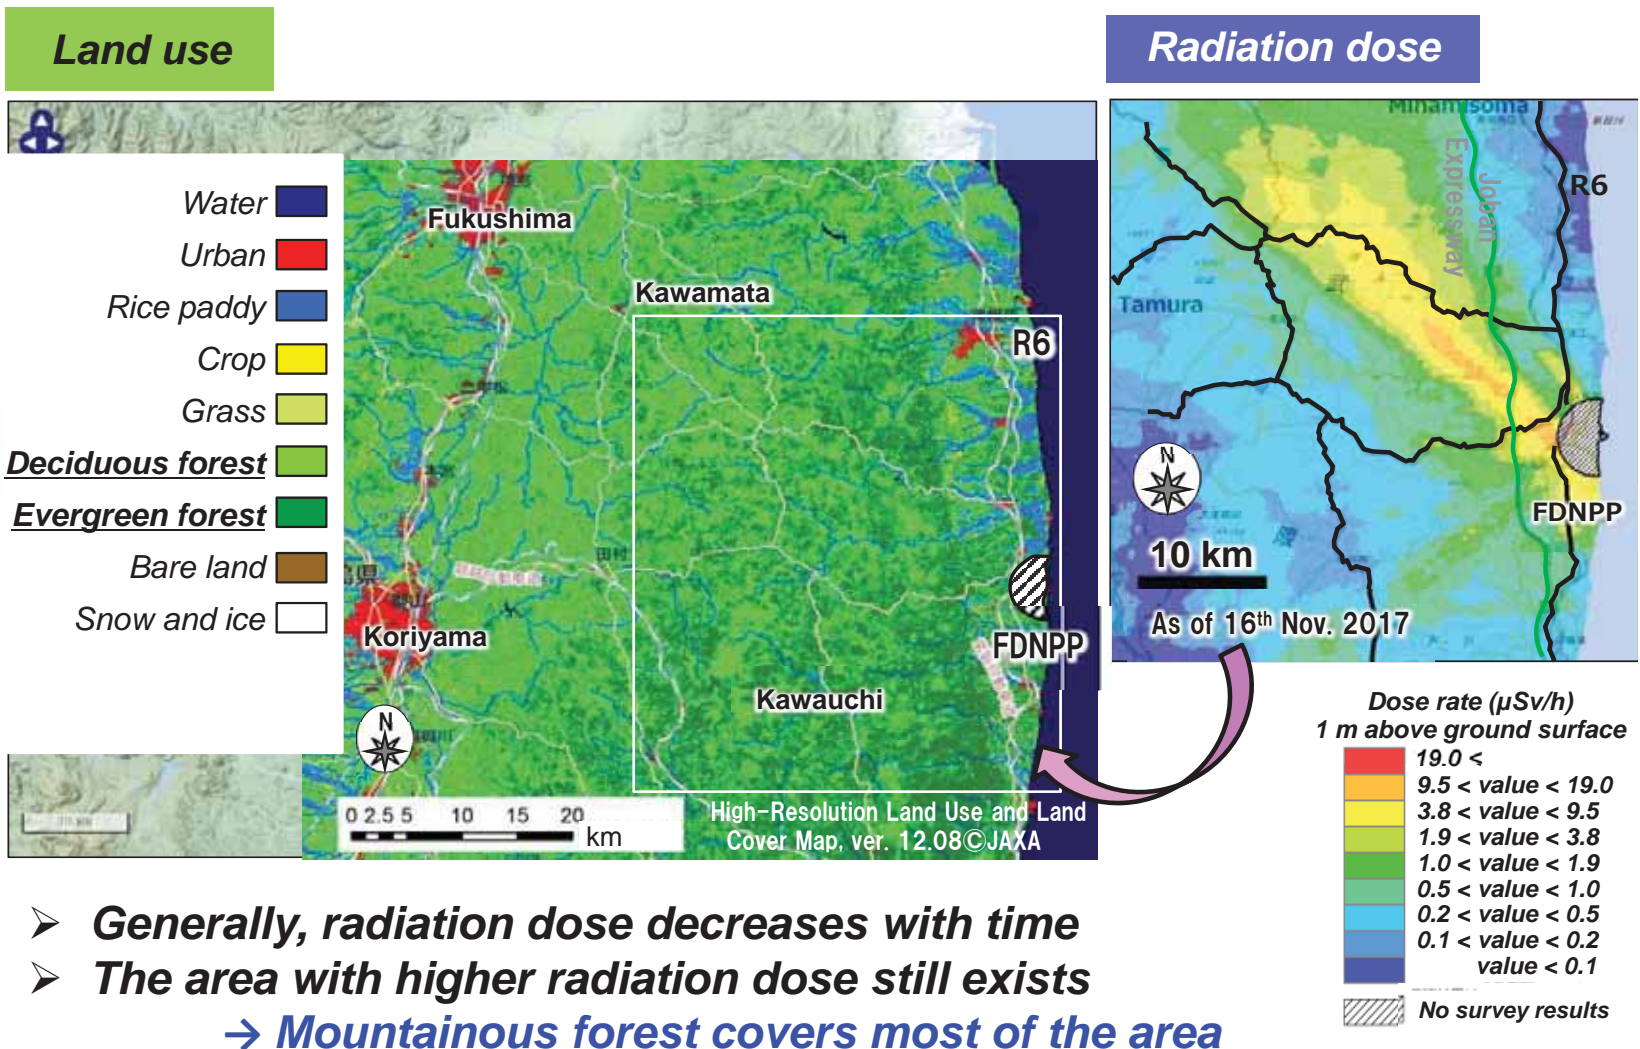 Land use
Radiation dose
Water
Urban
Rice paddy
Crop
Grass
Deciduous forest
Evergreen forest
Bare land
Snow and ice
Fukushima
Kawamata
R6
田村
Koriyama
FDNPP
Kawauchi
N
0 2.5 5 10 15 20
km
High-Resolution Land Use and Land
Cover Map, ver. 12.08©JAXA
Minamisoma
Joban
Expressway
R6
Tamura
N
FDNPP
10 km
As of 16th Nov. 2017
Dose rate (μSv/h)
1 m above ground surface
19.0 <
9.5 < value < 19.0
3.8 < value < 9.5
1.9 < value < 3.8
1.0 < value < 1.9
0.5 < value < 1.0
0.2 < value < 0.5
0.1 < value < 0.2
value < 0.1
No survey results
➢ Generally, radiation dose decreases with time
➢ The area with higher radiation dose still exists
→ Mountainous forest covers most of the area